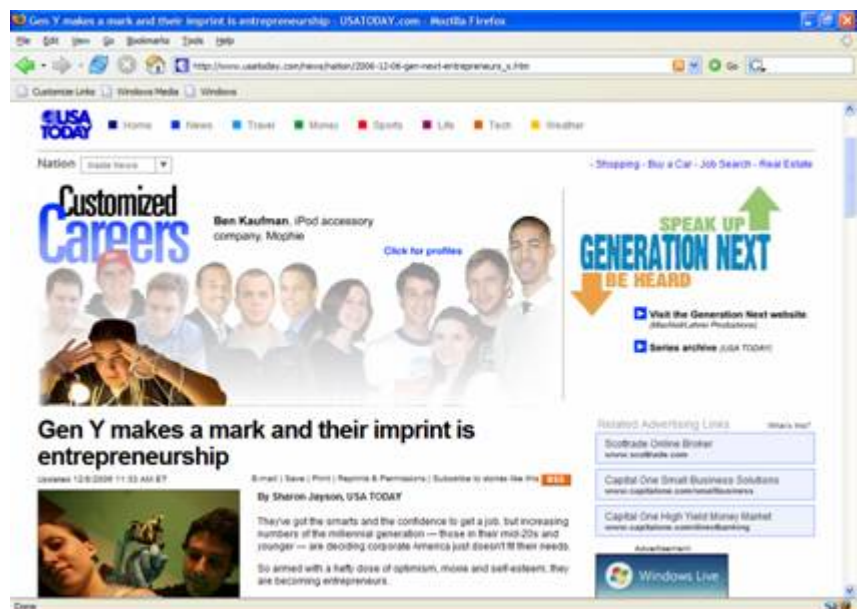 Gen Y makes a mark and their imprint is entrepreneurship - USATODAY.com - Mozilla Firefox
File Edit View Go Bookmarks Tools Help
http://www.usatoday.com/news/nation/2006-12-06-gen-next-entrepreneurs_x.htm
Go
Customize Links Windows Media Windows
USA TODAY
Home News Travel Money Sports Life Tech Weather
Nation Inside News
- Shopping - Buy a Car - Job Search - Real Estate
Customized
Careers
Ben Kaufman, iPod accessory
company, Mophie
Click for profiles
SPEAK UP
GENERATION NEXT
BE HEARD
Visit the Generation Next website
(MacNeil/Lehrer Productions)
Series archive (USA TODAY)
Gen Y makes a mark and their imprint is
entrepreneurship
Updated 12/8/2006 11:33 AM ET
E-mail | Save | Print | Reprints & Permissions | Subscribe to stories like this RSS
By Sharon Jayson, USA TODAY
They've got the smarts and the confidence to get a job, but increasing
numbers of the millennial generation — those in their mid-20s and
younger — are deciding corporate America just doesn't fit their needs.
So armed with a hefty dose of optimism, moxie and self-esteem, they
are becoming entrepreneurs.
Related Advertising Links What's this?
Scottrade Online Broker
www.scottrade.com
Capital One Small Business Solutions
www.capitalone.com/smallbusiness
Capital One High Yield Money Market
www.capitalone.com/directbanking
Advertisement
Windows Live
Done